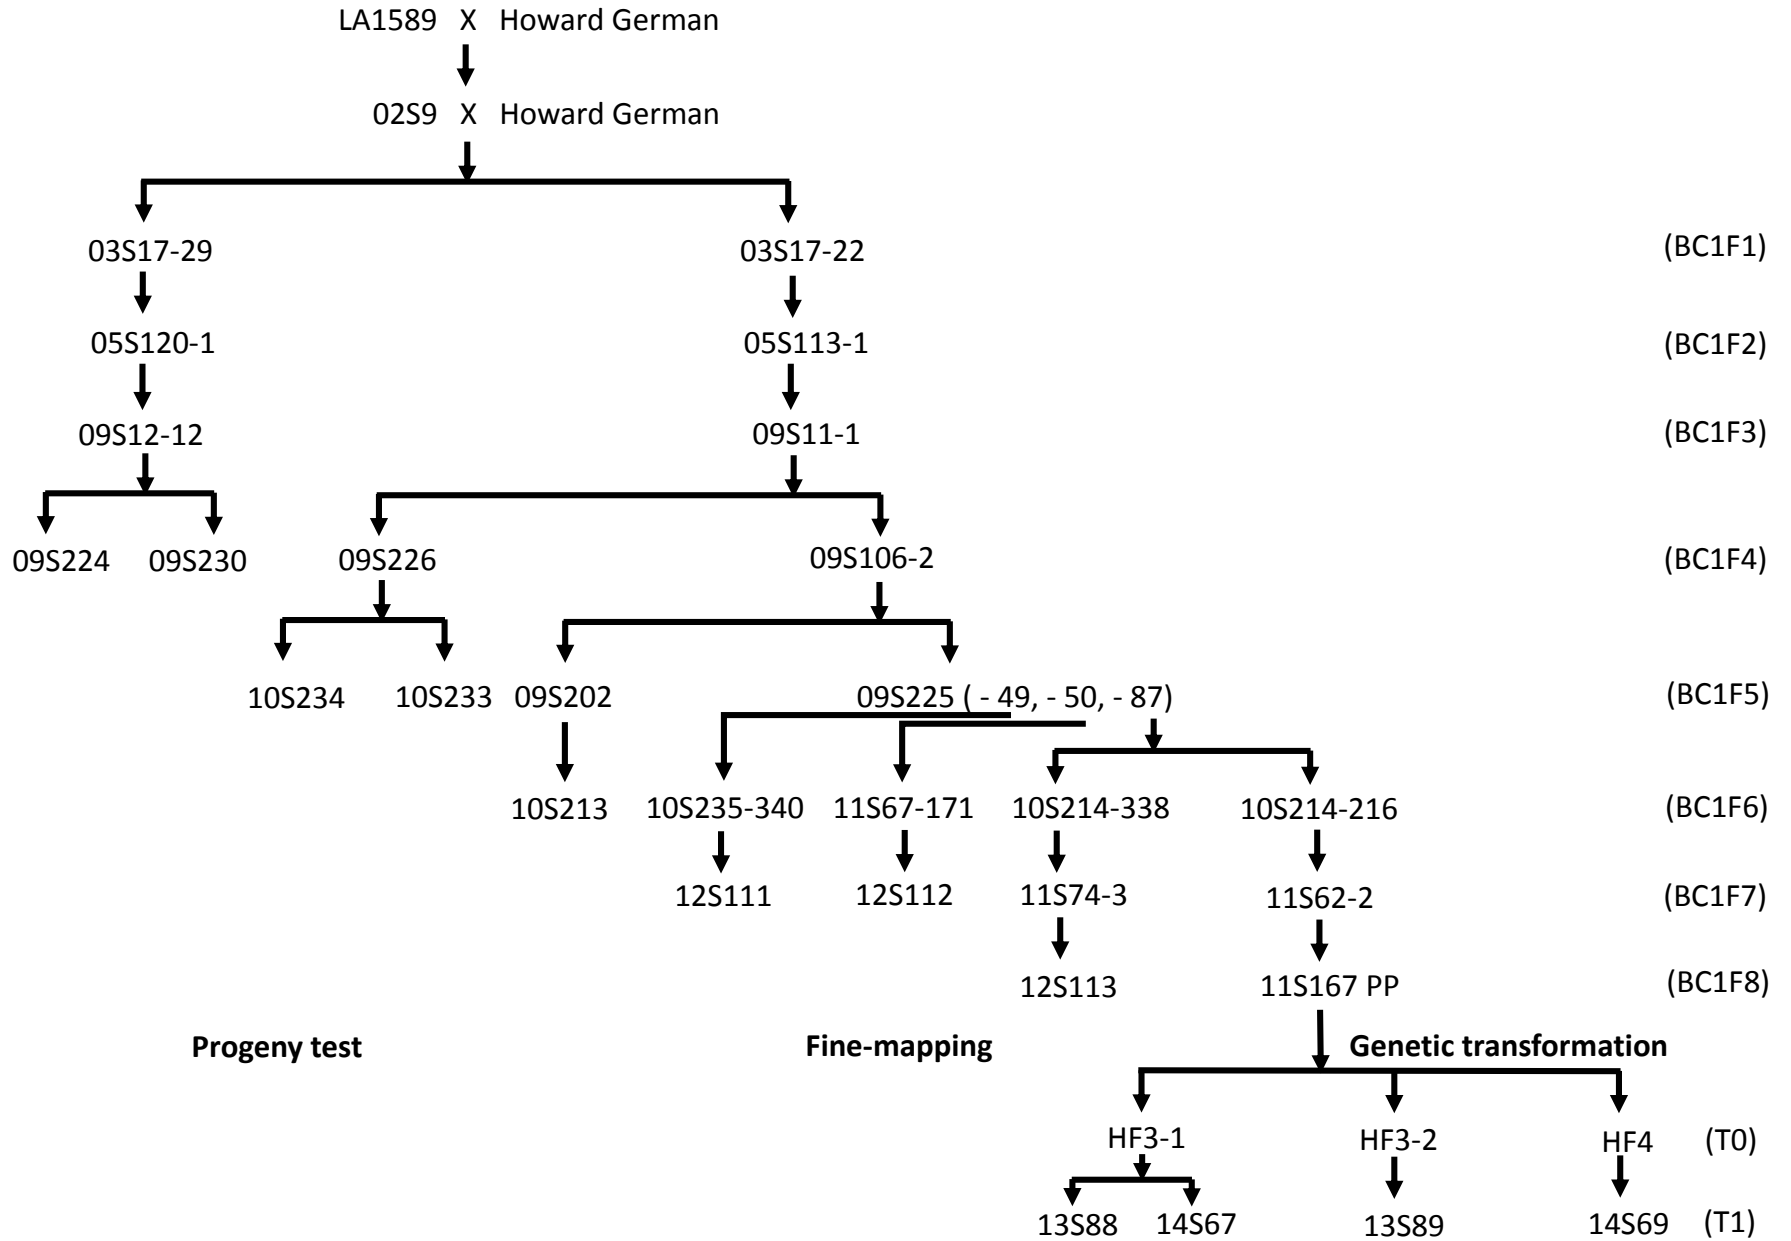 LA1589 X Howard German
02S9 X Howard German
03S17-29 03S17-22 (BC1F1)
05S120-1 05S113-1 (BC1F2)
09S12-12 09S11-1 (BC1F3)
09S224 09S230 09S226 09S106-2 (BC1F4)
10S234 10S233 09S202 09S225 ( - 49, - 50, - 87) (BC1F5)
10S213 10S235-340 11S67-171 10S214-338 10S214-216 (BC1F6)
12S111 12S112 11S74-3 11S62-2 (BC1F7)
12S113 11S167 PP (BC1F8)
Progeny test Fine-mapping Genetic transformation
HF3-1 HF3-2 HF4 (T0)
13S88 14S67 13S89 14S69 (T1)